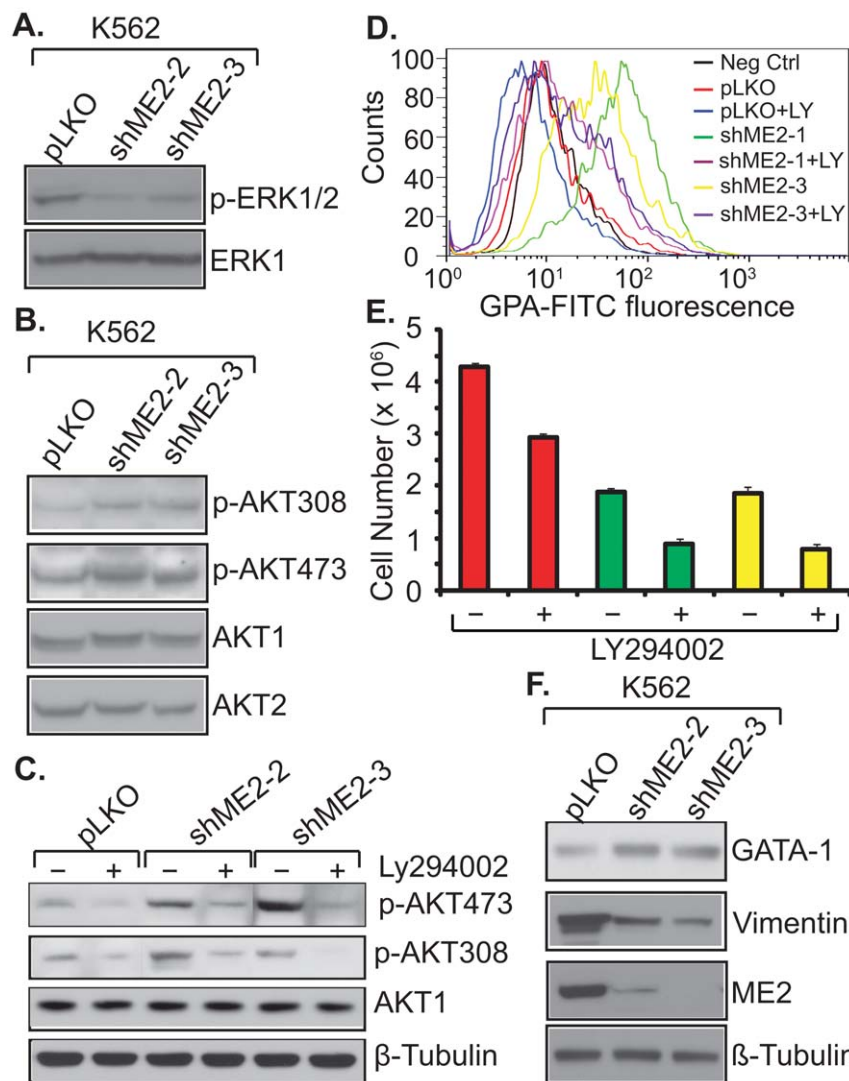 A.
K562
pLKO
shME2-2
shME2-3
p-ERK1/2
ERK1
B.
K562
pLKO
shME2-2
shME2-3
p-AKT308
p-AKT473
AKT1
AKT2
C.
pLKO
shME2-2
shME2-3
– + – + – + Ly294002
p-AKT473
p-AKT308
AKT1
β-Tubulin
D.
Counts
100
80
60
40
20
0
10⁰ 10¹ 10² 10³
GPA-FITC fluorescence
Neg Ctrl
pLKO
pLKO+LY
shME2-1
shME2-1+LY
shME2-3
shME2-3+LY
E.
Cell Number (x 10⁶)
5
4
3
2
1
0
– + – + – +
LY294002
F.
K562
pLKO
shME2-2
shME2-3
GATA-1
Vimentin
ME2
ß-Tubulin